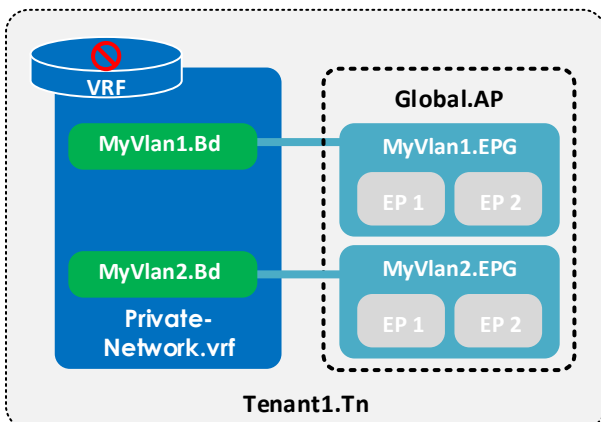 VRF
Global.AP
MyVlan1.Bd
MyVlan1.EPG
EP 1
EP 2
MyVlan2.Bd
MyVlan2.EPG
EP 1
EP 2
Private-
Network.vrf
Tenant1.Tn